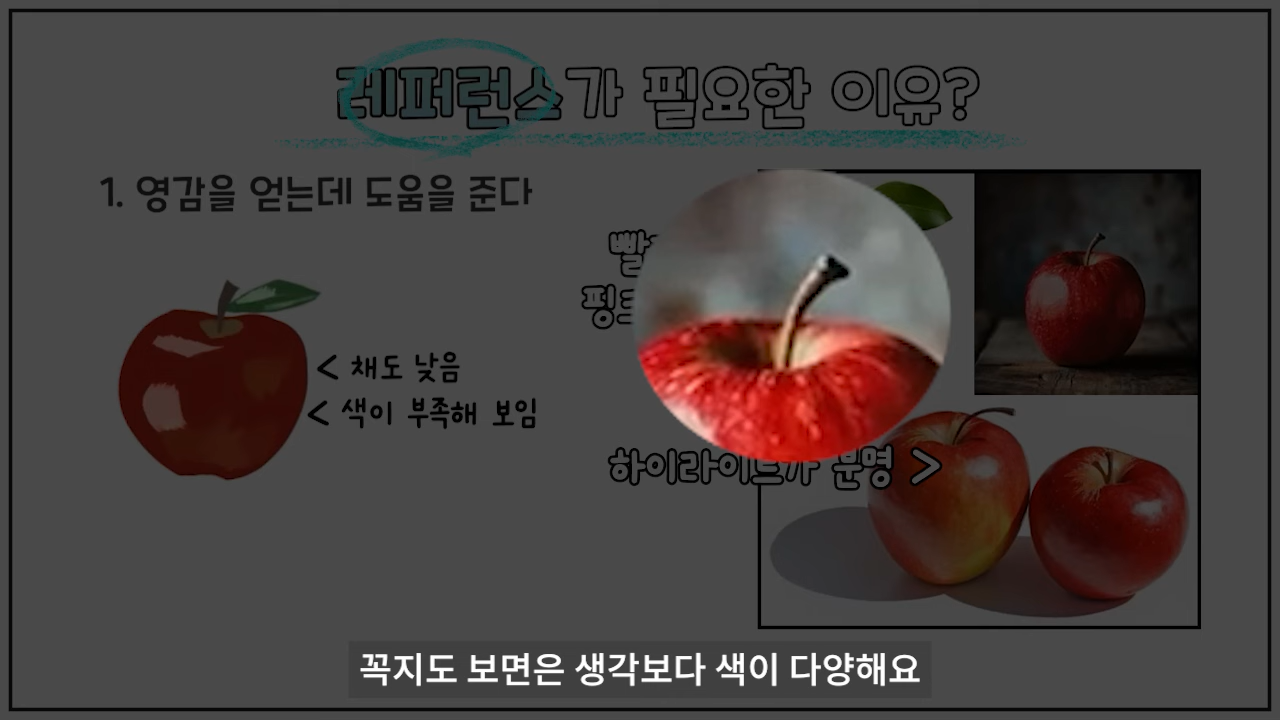 레퍼런스가 필요한 이유?
1. 영감을 얻는데 도움을 준다
빨
핑크
< 채도 낮음
< 색이 부족해 보임
하이라이트가 분명 >
꼭지도 보면은 생각보다 색이 다양해요